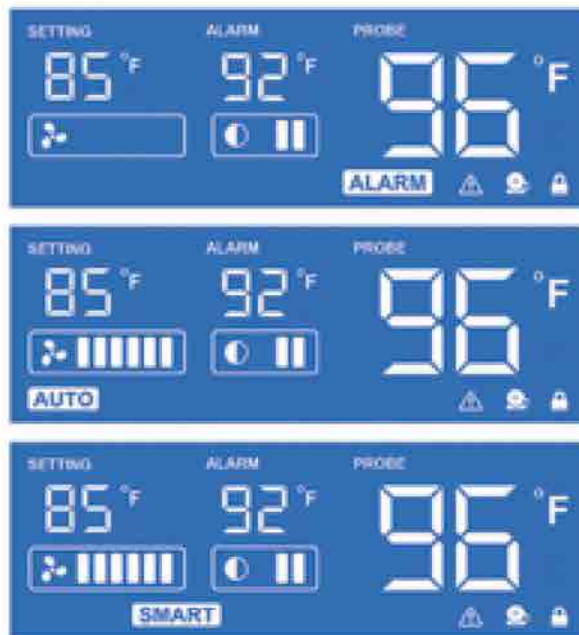 SETTING ALARM PROBE
85°F 92°F 96°F
ALARM
SETTING ALARM PROBE
85°F 92°F 96°F
AUTO
SETTING ALARM PROBE
85°F 92°F 96°F
SMART